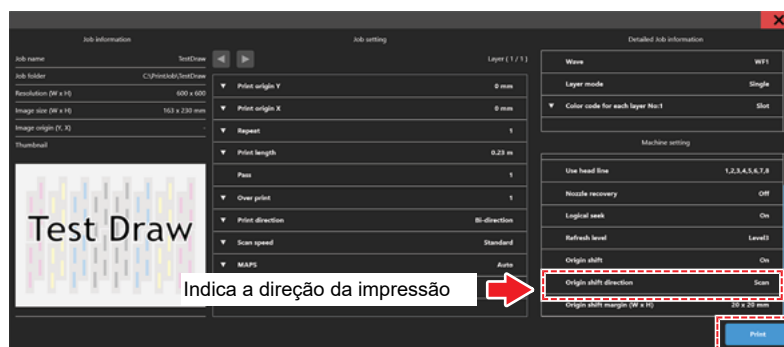 Job information
Job name TestDraw
Job folder C:\PrintJob\TestDraw
Resolution (W x H) 600 x 600
Image size (W x H) 163 x 230 mm
Image origin (Y, X) -
Thumbnail
Test Draw
Job setting
Layer ( 1 / 1 )
Print origin Y 0 mm
Print origin X 0 mm
Repeat 1
Print length 0.23 m
Pass 1
Over print 1
Print direction Bi-direction
Scan speed Standard
MAPS Auto
Indica a direção da impressão
Detailed Job information
Wave WF1
Layer mode Single
Color code for each layer No:1 Slot
Machine setting
Use head line 1,2,3,4,5,6,7,8
Nozzle recovery Off
Logical seek On
Refresh level Level3
Origin shift On
Origin shift direction Scan
Origin shift margin (W x H) 20 x 20 mm
Print